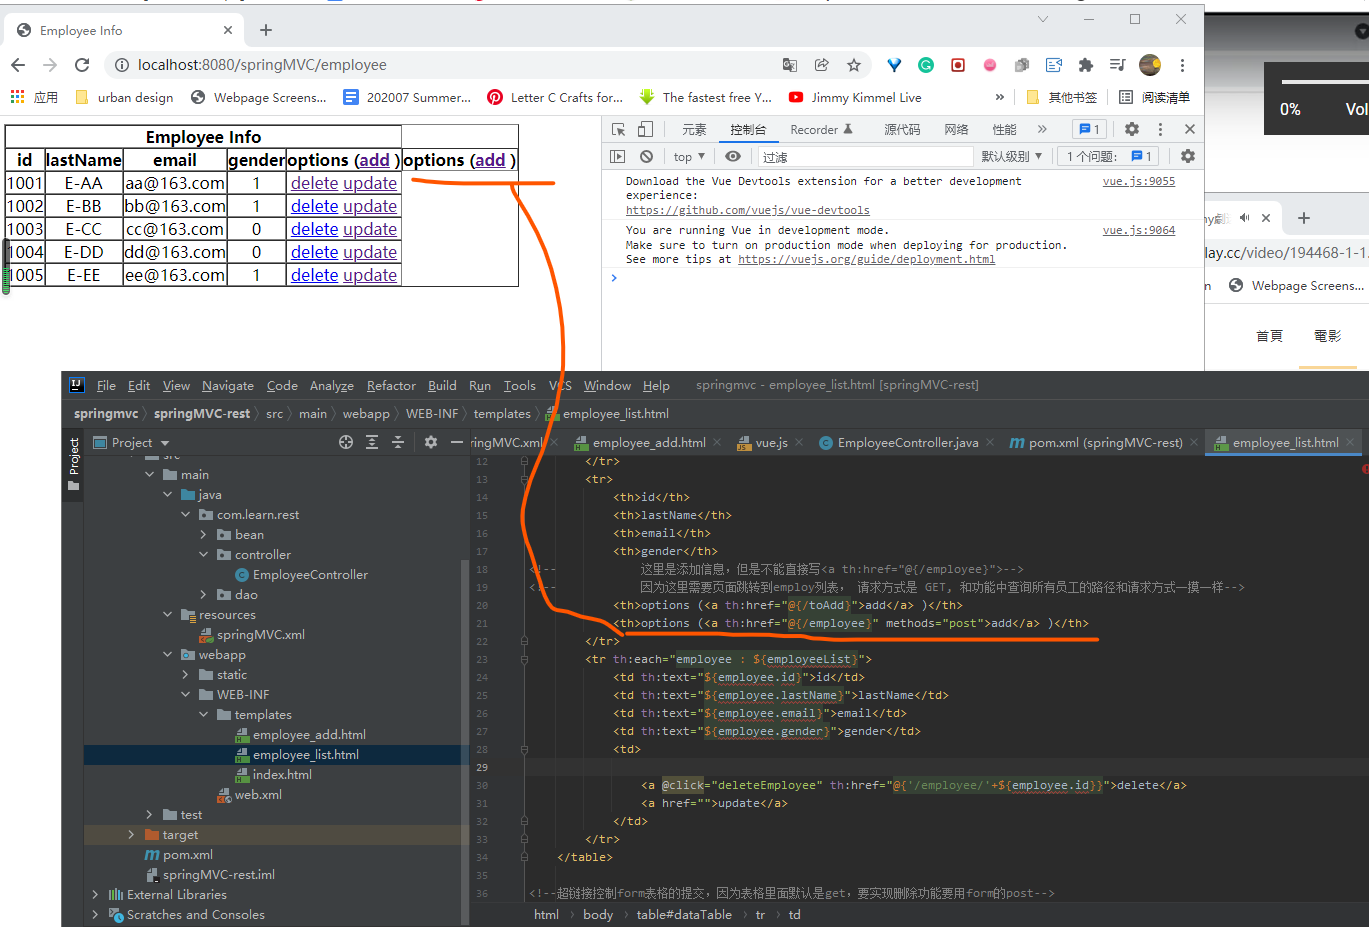 Employee Info
localhost:8080/springMVC/employee
应用 urban design Webpage Screens... 202007 Summer... Letter C Crafts for... The fastest free Y... Jimmy Kimmel Live » 其他书签 阅读清单
0% Vol
Employee Info
id lastName email gender options (add ) options (add )
1001 E-AA aa@163.com 1 delete update
1002 E-BB bb@163.com 1 delete update
1003 E-CC cc@163.com 0 delete update
1004 E-DD dd@163.com 0 delete update
1005 E-EE ee@163.com 1 delete update
元素 控制台 Recorder 源代码 网络 性能 » 1
top 过滤 默认级别 1 个问题: 1
Download the Vue Devtools extension for a better development vue.js:9055
experience:
https://github.com/vuejs/vue-devtools
You are running Vue in development mode. vue.js:9064
Make sure to turn on production mode when deploying for production.
See more tips at https://vuejs.org/guide/deployment.html
lay.cc/video/194468-1-1.
n Webpage Screens...
首頁 電影
IJ File Edit View Navigate Code Analyze Refactor Build Run Tools VCS Window Help springmvc - employee_list.html [springMVC-rest]
springmvc springMVC-rest src main webapp WEB-INF templates employee_list.html
Project
Project
ringMVC.xml employee_add.html vue.js EmployeeController.java pom.xml (springMVC-rest) employee_list.html
src
main
java
com.learn.rest
bean
controller
EmployeeController
dao
resources
springMVC.xml
webapp
static
WEB-INF
templates
employee_add.html
employee_list.html
index.html
web.xml
test
target
pom.xml
springMVC-rest.iml
External Libraries
Scratches and Consoles
12 </tr>
13 <tr>
14 <th>id</th>
15 <th>lastName</th>
16 <th>email</th>
17 <th>gender</th>
18 <!-- 这里是添加信息，但是不能直接写<a th:href="@{/employee}">-->
19 <!-- 因为这里需要页面跳转到employ列表， 请求方式是 GET, 和功能中查询所有员工的路径和请求方式一摸一样-->
20 <th>options (<a th:href="@{/toAdd}">add</a> )</th>
21 <th>options (<a th:href="@{/employee}" methods="post">add</a> )</th>
22 </tr>
23 <tr th:each="employee : ${employeeList}">
24 <td th:text="${employee.id}">id</td>
25 <td th:text="${employee.lastName}">lastName</td>
26 <td th:text="${employee.email}">email</td>
27 <td th:text="${employee.gender}">gender</td>
28 <td>
29
30 <a @click="deleteEmployee" th:href="@{'/employee/'+${employee.id}}">delete</a>
31 <a href="">update</a>
32 </td>
33 </tr>
34 </table>
35
36 <!--超链接控制form表格的提交，因为表格里面默认是get，要实现删除功能要用form的post-->
html body table#dataTable tr td